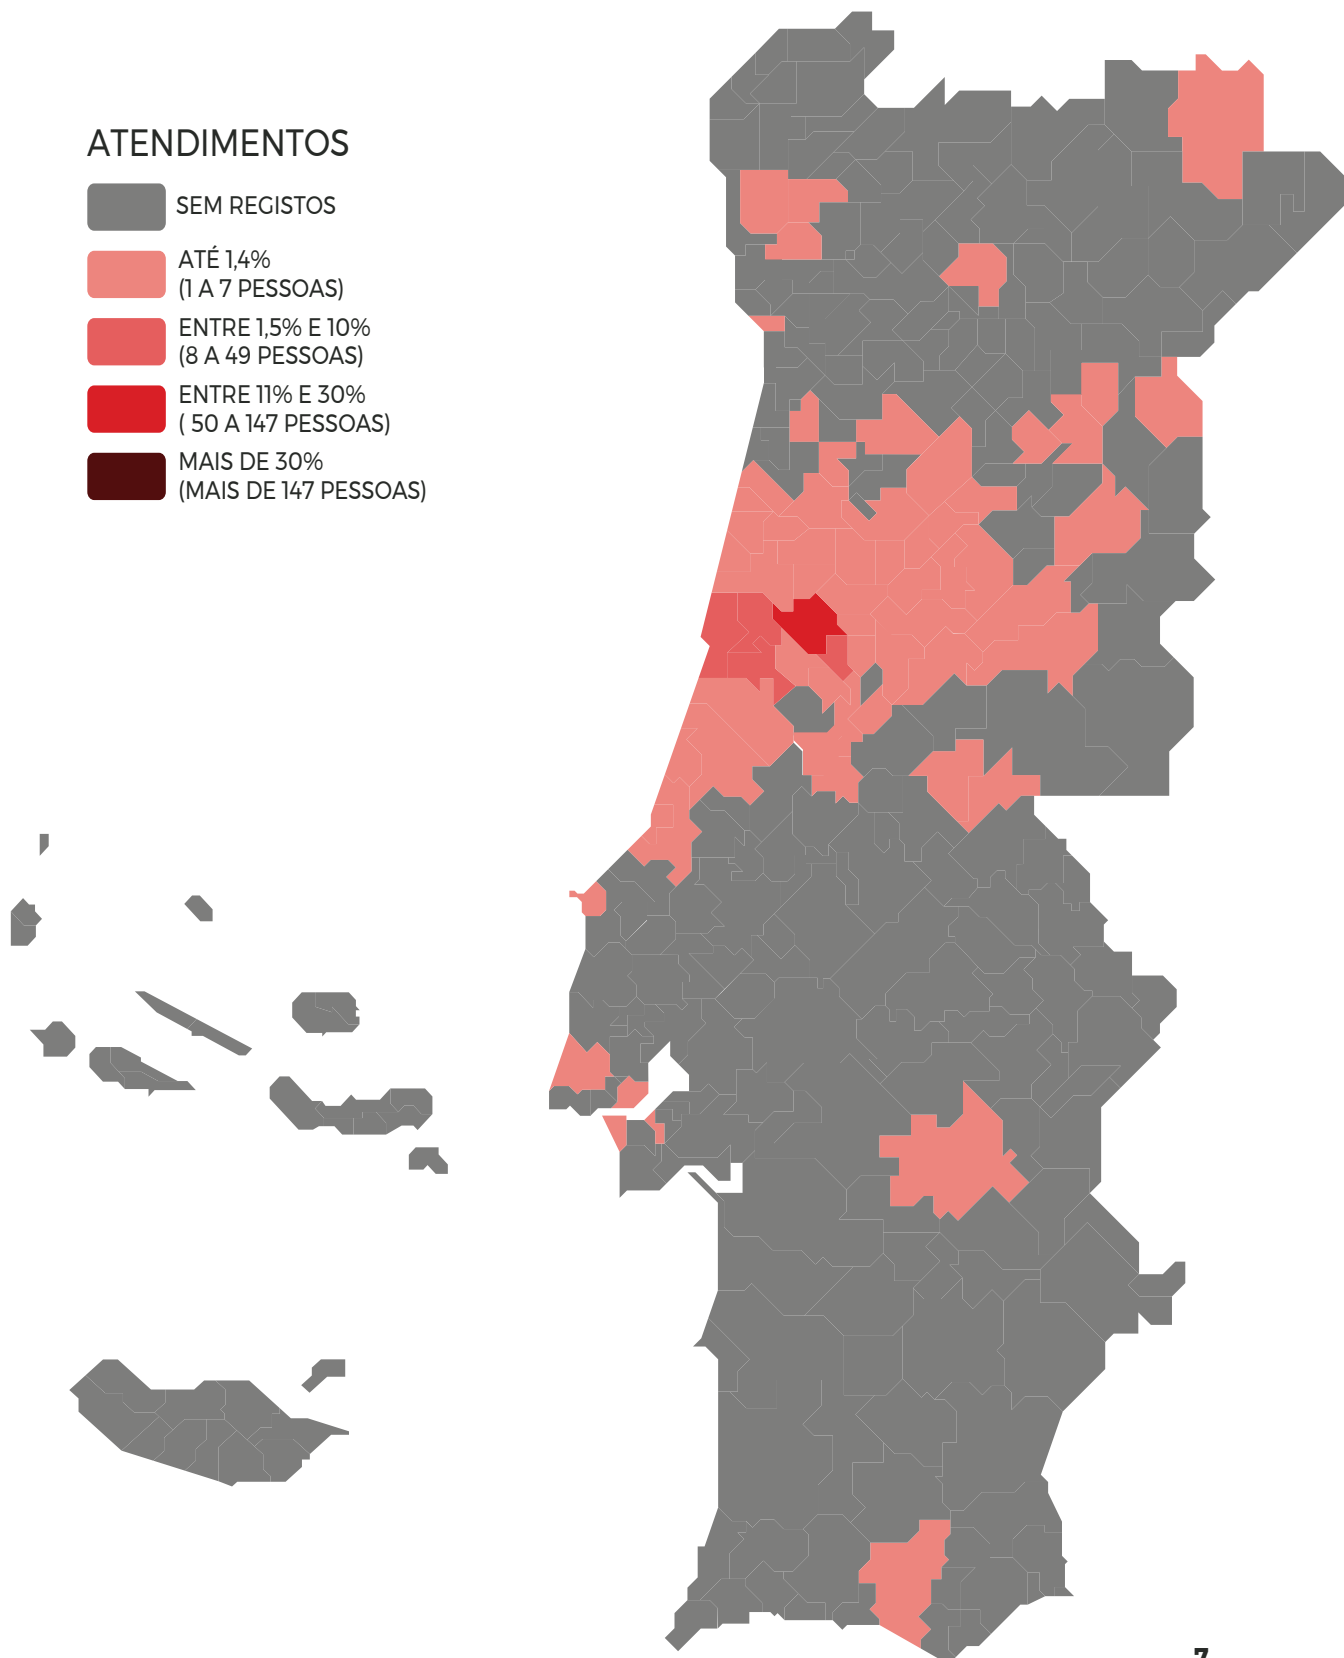 ATENDIMENTOS
SEM REGISTOS
ATÉ 1,4%
(1 A 7 PESSOAS)
ENTRE 1,5% E 10%
(8 A 49 PESSOAS)
ENTRE 11% E 30%
( 50 A 147 PESSOAS)
MAIS DE 30%
(MAIS DE 147 PESSOAS)
7